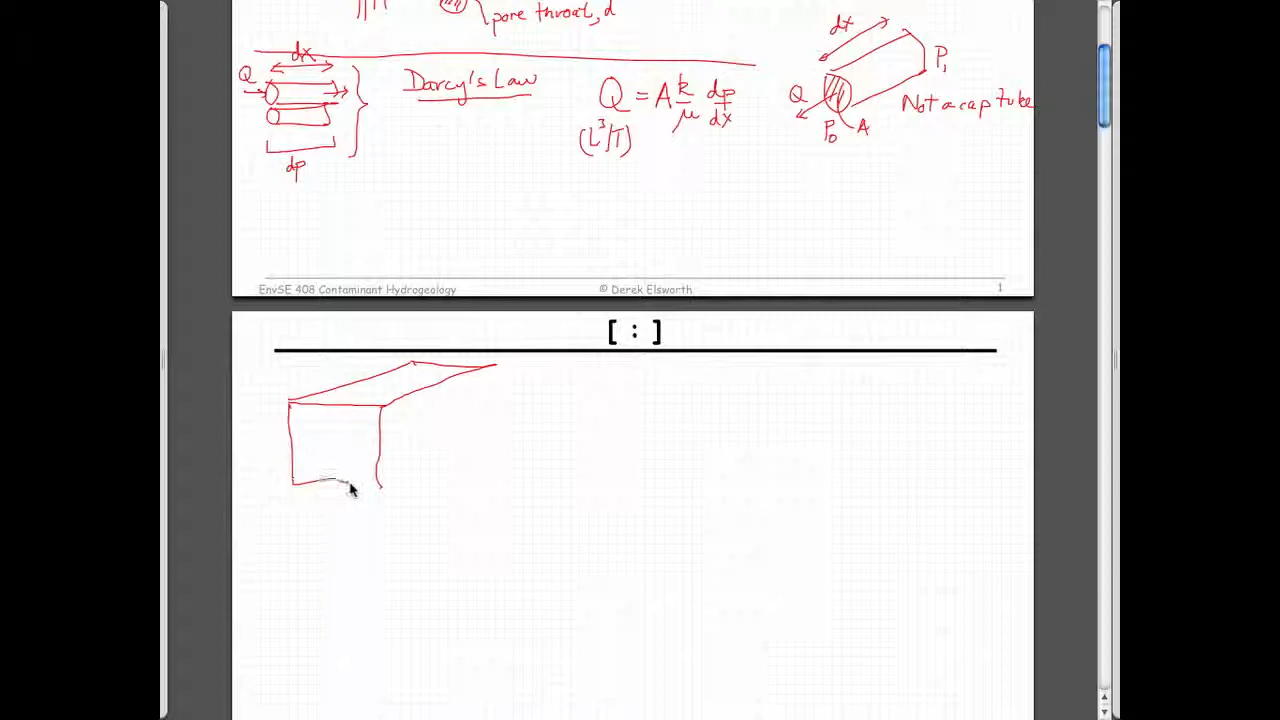 pore throat, d
dx
Q
Darcy's Law
Q = A k/μ dp/dx
(L³/T)
dp
dx
P₁
Q
Not a cap tube
P₀
A
EnvSE 408 Contaminant Hydrogeology
© Derek Elsworth
1
[ : ]